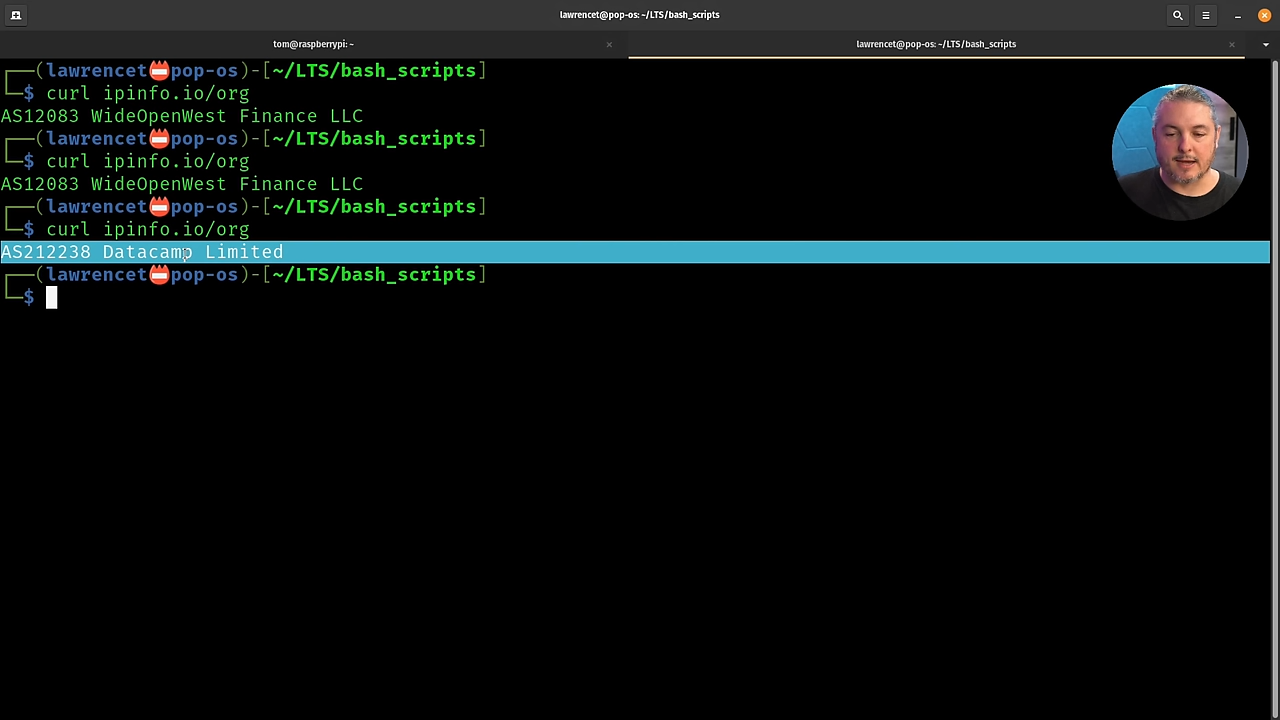 lawrencet@pop-os: ~/LTS/bash_scripts
tom@raspberrypi: ~
lawrencet@pop-os: ~/LTS/bash_scripts
┌──(lawrencet📛pop-os)-[~/LTS/bash_scripts]
└─$ curl ipinfo.io/org
AS12083 WideOpenWest Finance LLC
┌──(lawrencet📛pop-os)-[~/LTS/bash_scripts]
└─$ curl ipinfo.io/org
AS12083 WideOpenWest Finance LLC
┌──(lawrencet📛pop-os)-[~/LTS/bash_scripts]
└─$ curl ipinfo.io/org
AS212238 Datacamp Limited
┌──(lawrencet📛pop-os)-[~/LTS/bash_scripts]
└─$